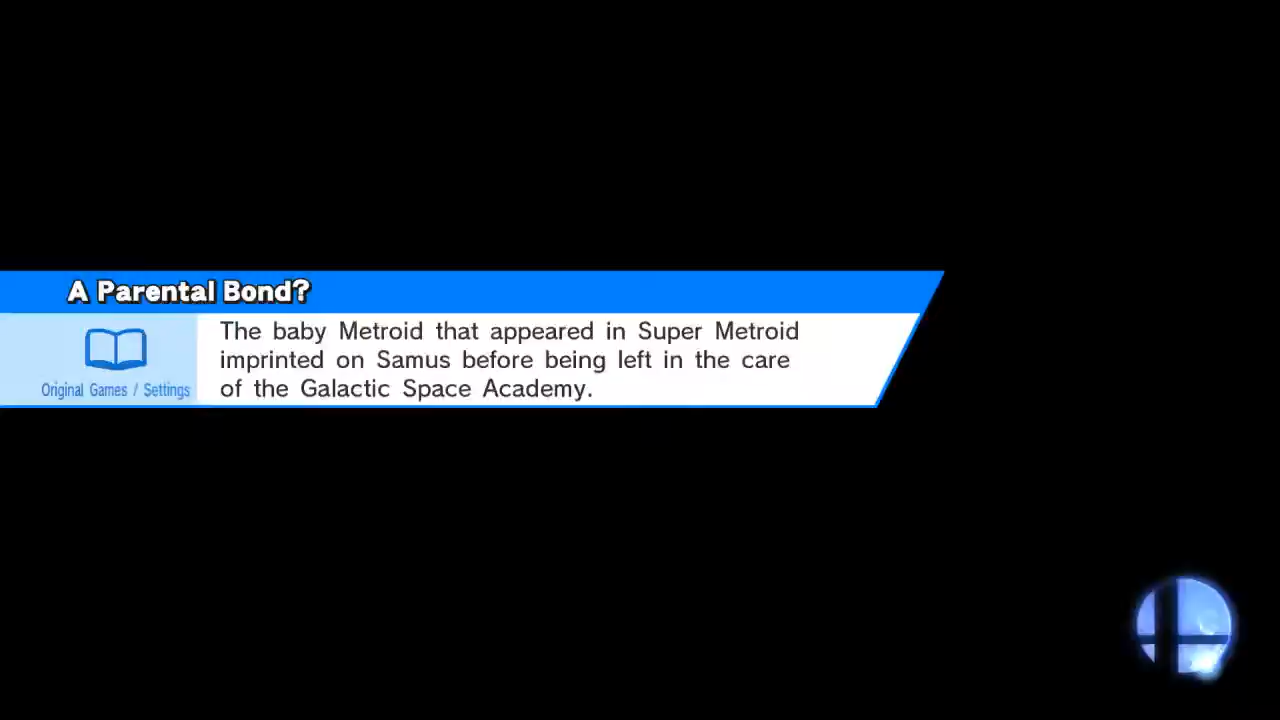 A Parental Bond?
The baby Metroid that appeared in Super Metroid
imprinted on Samus before being left in the care
of the Galactic Space Academy.
Original Games / Settings